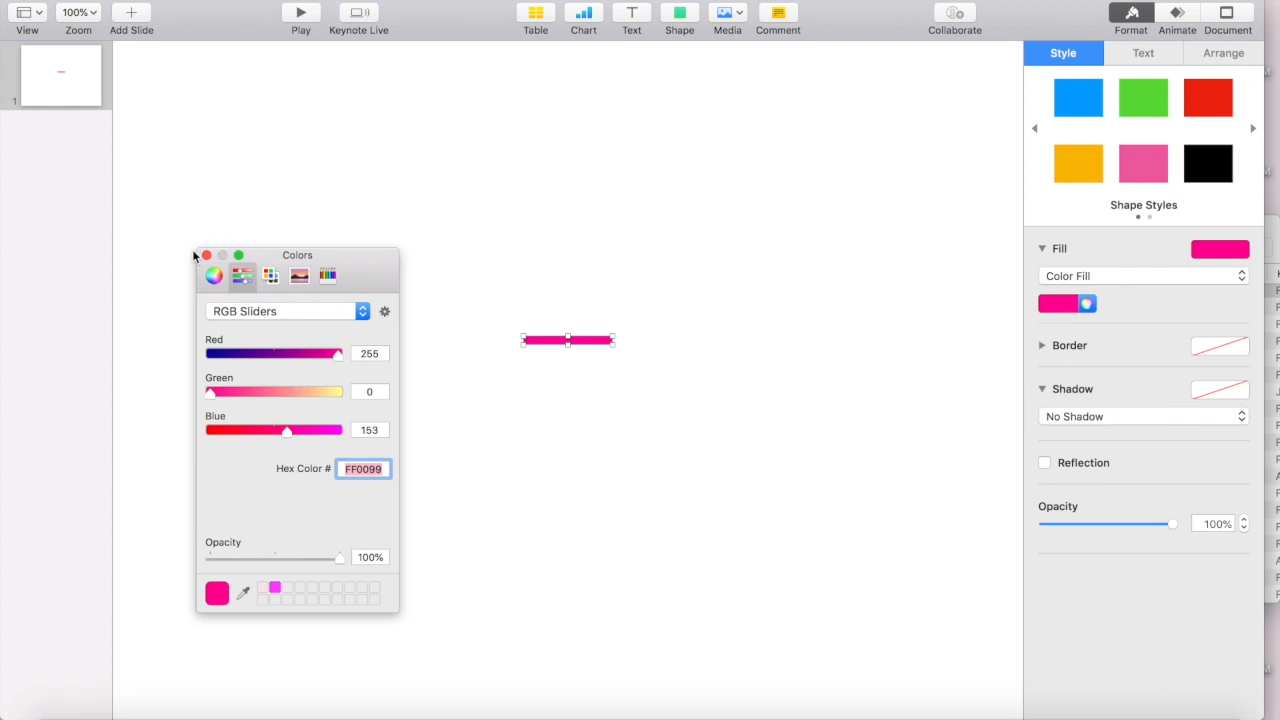 100%
View
Zoom
Add Slide
Play
Keynote Live
Table
Chart
Text
Shape
Media
Comment
Collaborate
Format
Animate
Document
1
Style
Text
Arrange
Shape Styles
Fill
Color Fill
Border
Shadow
No Shadow
Reflection
Opacity
100%
Colors
RGB Sliders
Red
255
Green
0
Blue
153
Hex Color #
FF0099
Opacity
100%